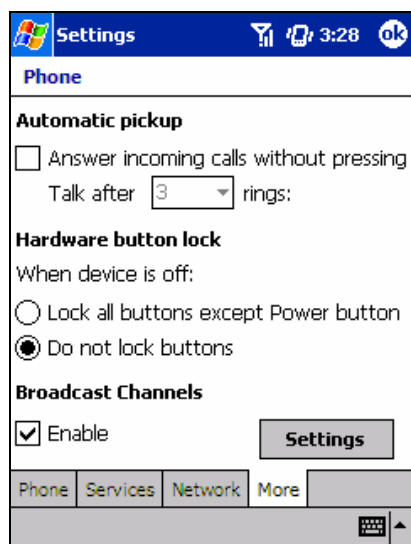 Settings 3:28 ok
Phone
Automatic pickup
Answer incoming calls without pressing
Talk after 3 rings:
Hardware button lock
When device is off:
Lock all buttons except Power button
Do not lock buttons
Broadcast Channels
Enable Settings
Phone Services Network More